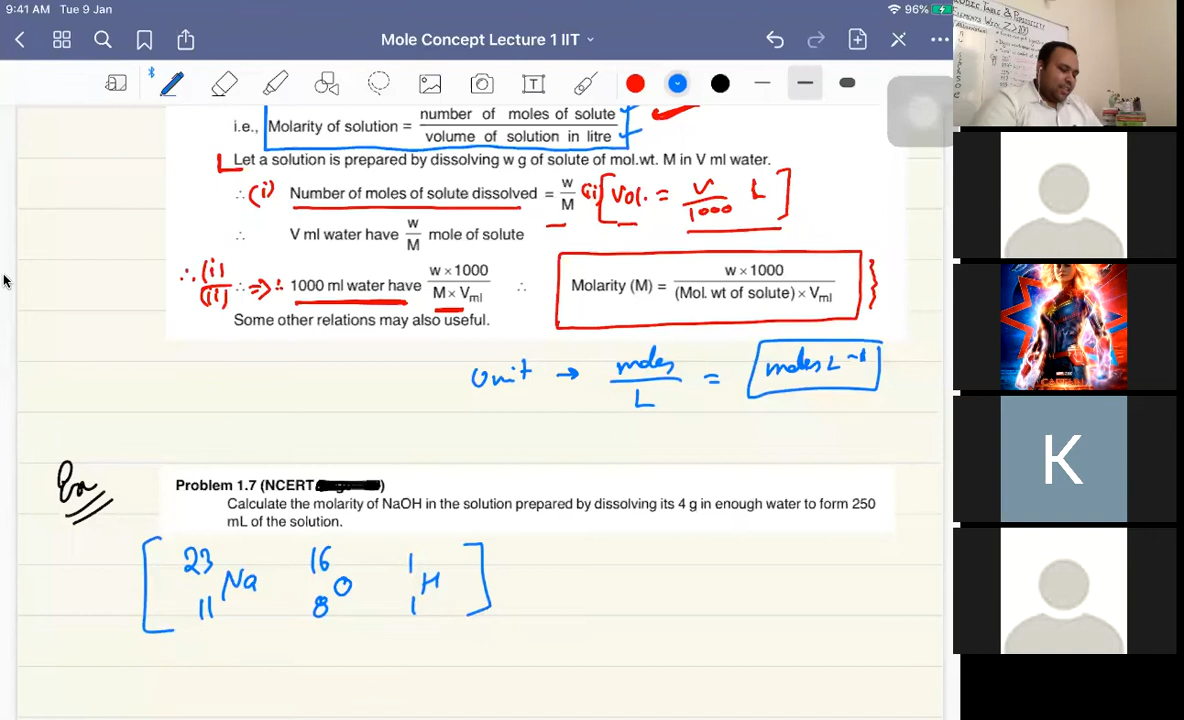 9:41 AM Tue 9 Jan
96%
Mole Concept Lecture 1 IIT
i.e., Molarity of solution = number of moles of solute / volume of solution in litre
Let a solution is prepared by dissolving w g of solute of mol.wt. M in V ml water.
∴ (i) Number of moles of solute dissolved = w/M (ii) [Vol. = V/1000 L]
∴ V ml water have w/M mole of solute
∴ (i)/(ii) ∴ => ∴ 1000 ml water have w×1000 / M×Vml ∴ Molarity (M) = w×1000 / (Mol. wt of solute)×Vml }
Some other relations may also useful.
Unit → moles/L = moles L⁻¹
Ex
Problem 1.7 (NCERT )
Calculate the molarity of NaOH in the solution prepared by dissolving its 4 g in enough water to form 250
mL of the solution.
[ 23 16 1 ]
Na O H
11 8 1
K